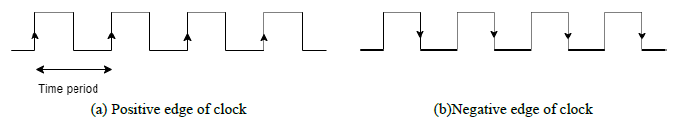 Time period
(a) Positive edge of clock
(b)Negative edge of clock